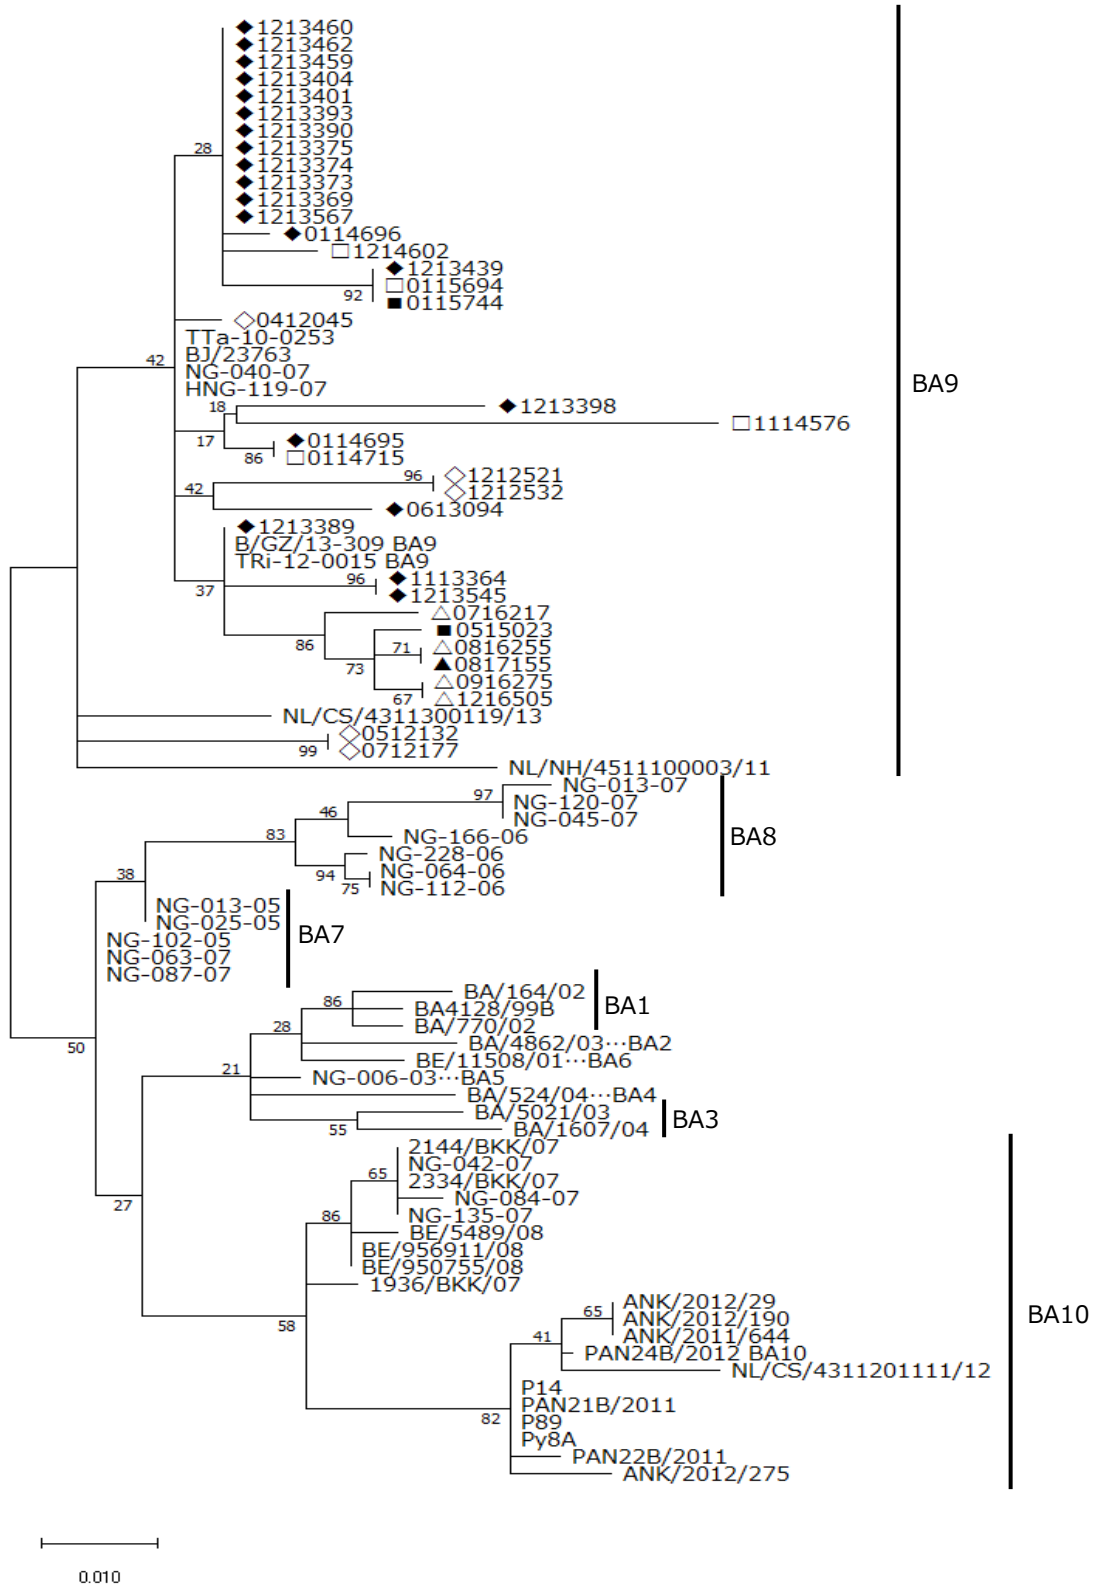 ◆1213460
◆1213462
◆1213459
◆1213404
◆1213401
◆1213393
◆1213390
◆1213375
28
◆1213374
◆1213373
◆1213369
◆1213567
◆0114696
□1214602
◆1213439
□0115694
92
■0115744
◇0412045
TTa-10-0253
BJ/23763
42
NG-040-07
HNG-119-07
BA9
18
◆1213398
□1114576
17
◆0114695
86
□0114715
96
◇1212521
42
◇1212532
◆0613094
◆1213389
B/GZ/13-309 BA9
TRi-12-0015 BA9
96
◆1113364
37
◆1213545
△0716217
■0515023
86
71
△0816255
73
▲0817155
△0916275
67
△1216505
NL/CS/4311300119/13
◇0512132
99
◇0712177
NL/NH/4511100003/11
NG-013-07
97
NG-120-07
46
NG-045-07
83
NG-166-06
BA8
NG-228-06
38
94
NG-064-06
75
NG-112-06
NG-013-05
NG-025-05
BA7
NG-102-05
NG-063-07
NG-087-07
BA/164/02
86
BA4128/99B
BA1
28
BA/770/02
50
BA/4862/03···BA2
BE/11508/01···BA6
21
NG-006-03···BA5
BA/524/04···BA4
BA/5021/03
BA3
55
BA/1607/04
2144/BKK/07
NG-042-07
65
2334/BKK/07
NG-084-07
27
86
NG-135-07
BE/5489/08
BE/956911/08
BE/950755/08
1936/BKK/07
58
ANK/2012/29
65
ANK/2012/190
BA10
41
ANK/2011/644
PAN24B/2012 BA10
NL/CS/4311201111/12
P14
PAN21B/2011
82
P89
Py8A
PAN22B/2011
ANK/2012/275
0.010